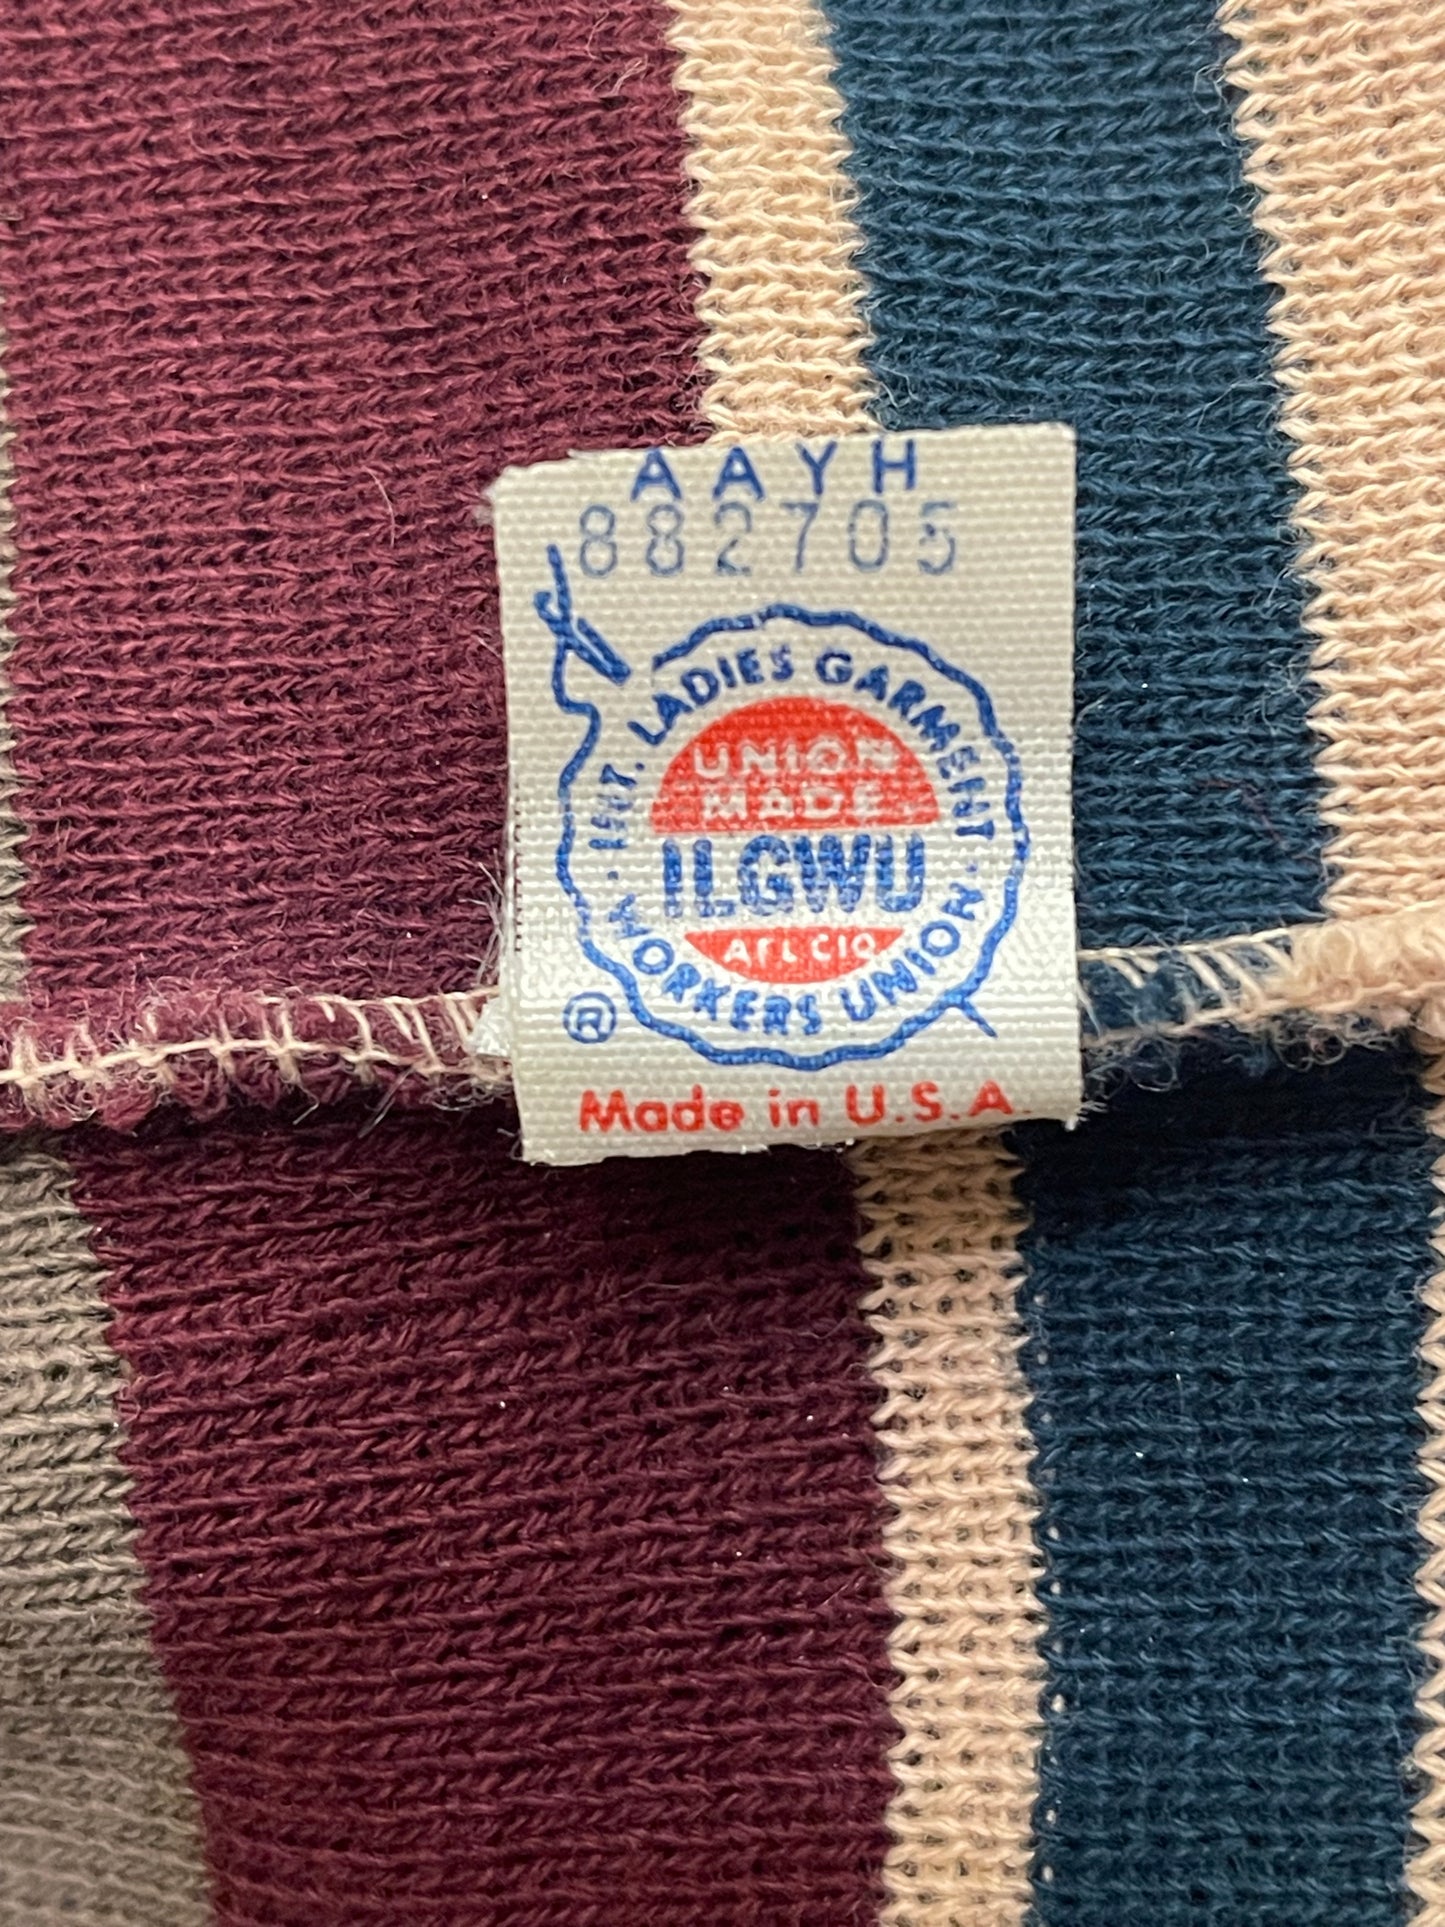 AAYH
882705
INT. LADIES GARMENT
UNION
MADE
ILGWU
AFL CIO
WORKERS UNION
®
Made in U.S.A.